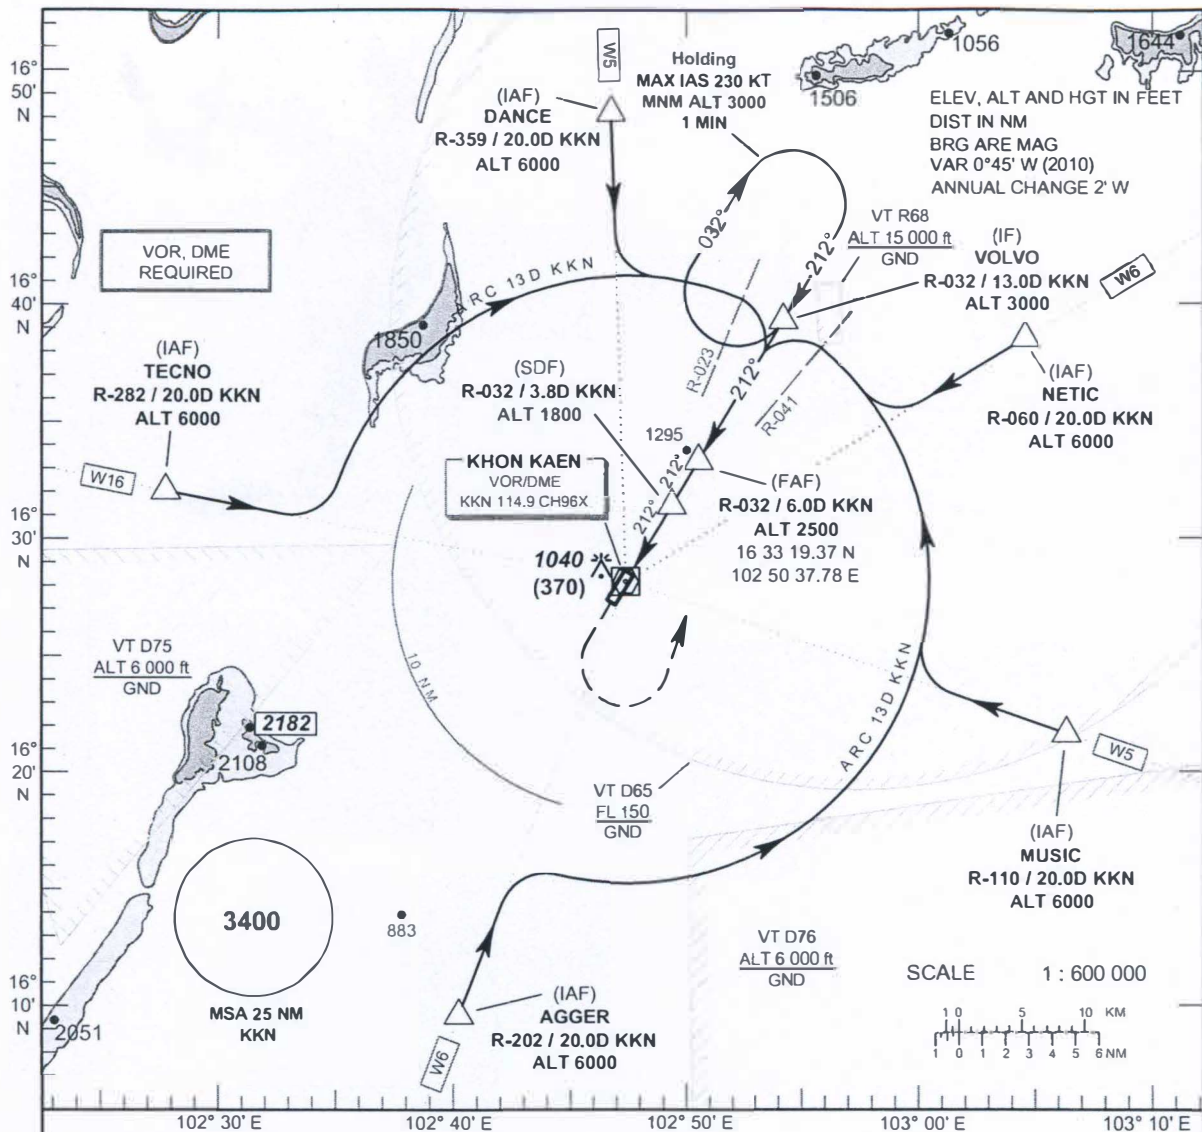 W5
Holding
MAX IAS 230 KT
MNM ALT 3000
1 MIN
1056
1644
1506
16°
50'
N
(IAF)
DANCE
R-359 / 20.0D KKN
ALT 6000
ELEV, ALT AND HGT IN FEET
DIST IN NM
BRG ARE MAG
VAR 0°45' W (2010)
ANNUAL CHANGE 2' W
VOR, DME
REQUIRED
032°
212°
VT R68
ALT 15 000 ft
GND
(IF)
VOLVO
R-032 / 13.0D KKN
ALT 3000
W6
16°
40'
N
ARC 13D KKN
1850
(IAF)
TECNO
R-282 / 20.0D KKN
ALT 6000
(SDF)
R-032 / 3.8D KKN
ALT 1800
R-023
212°
R-041
(IAF)
NETIC
R-060 / 20.0D KKN
ALT 6000
W16
1295
KHON KAEN
VOR/DME
KKN 114.9 CH96X
212°
212°
(FAF)
R-032 / 6.0D KKN
ALT 2500
16 33 19.37 N
102 50 37.78 E
16°
30'
N
1040
(370)
VT D75
ALT 6 000 ft
GND
10 NM
ARC 13D KKN
2182
2108
16°
20'
N
W5
VT D65
FL 150
GND
(IAF)
MUSIC
R-110 / 20.0D KKN
ALT 6000
3400
MSA 25 NM
KKN
883
VT D76
ALT 6 000 ft
GND
SCALE 1 : 600 000
16°
10'
N
2051
(IAF)
AGGER
R-202 / 20.0D KKN
ALT 6000
W6
1 0 5 10 KM
1 0 1 2 3 4 5 6 NM
102° 30' E
102° 40' E
102° 50' E
103° 00' E
103° 10' E